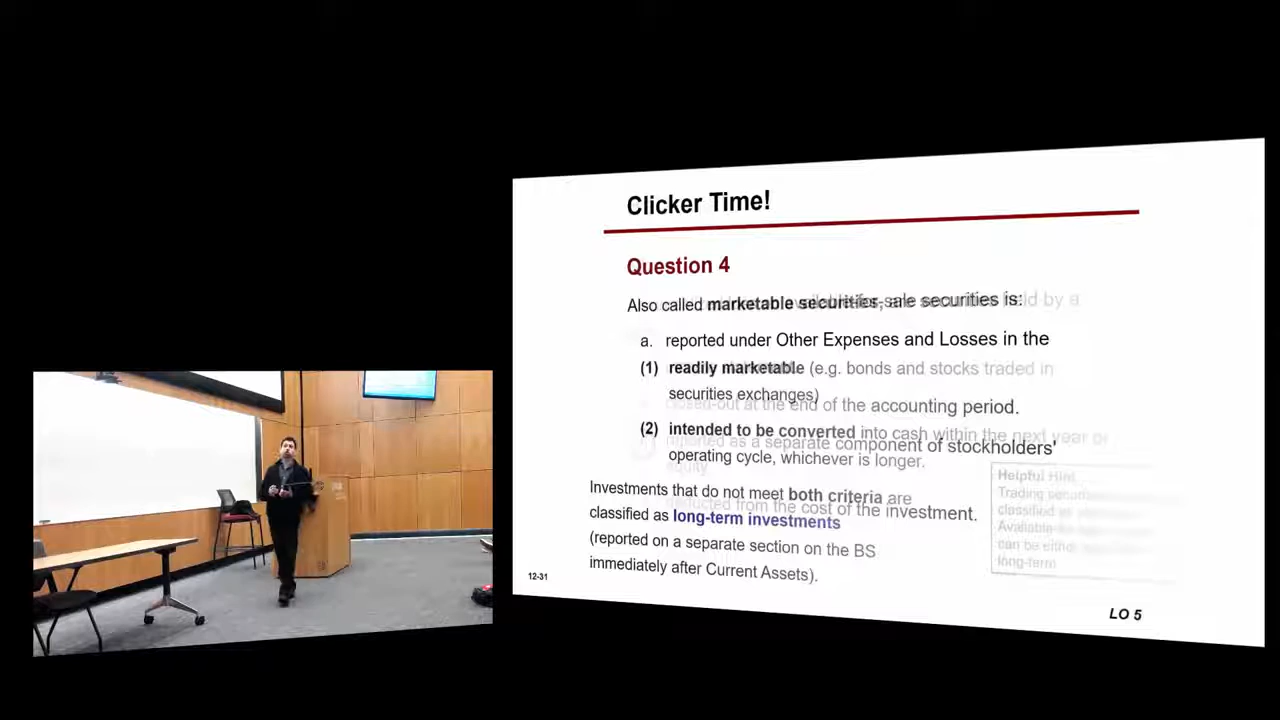 Clicker Time!
Question 4
Also called marketable securities, sale securities is: held by a
a. reported under Other Expenses and Losses in the
(1) readily marketable (e.g. bonds and stocks traded in
securities exchanges)
closed-out at the end of the accounting period.
(2) intended to be converted into cash within the next year or
reported as a separate component of stockholders'
operating cycle, whichever is longer.
equity
Investments that do not meet both criteria are
deducted from the cost of the investment.
classified as long-term investments
(reported on a separate section on the BS
immediately after Current Assets).
Helpful Hint
Trading
classified as
can be either
long-term
12-31
LO 5